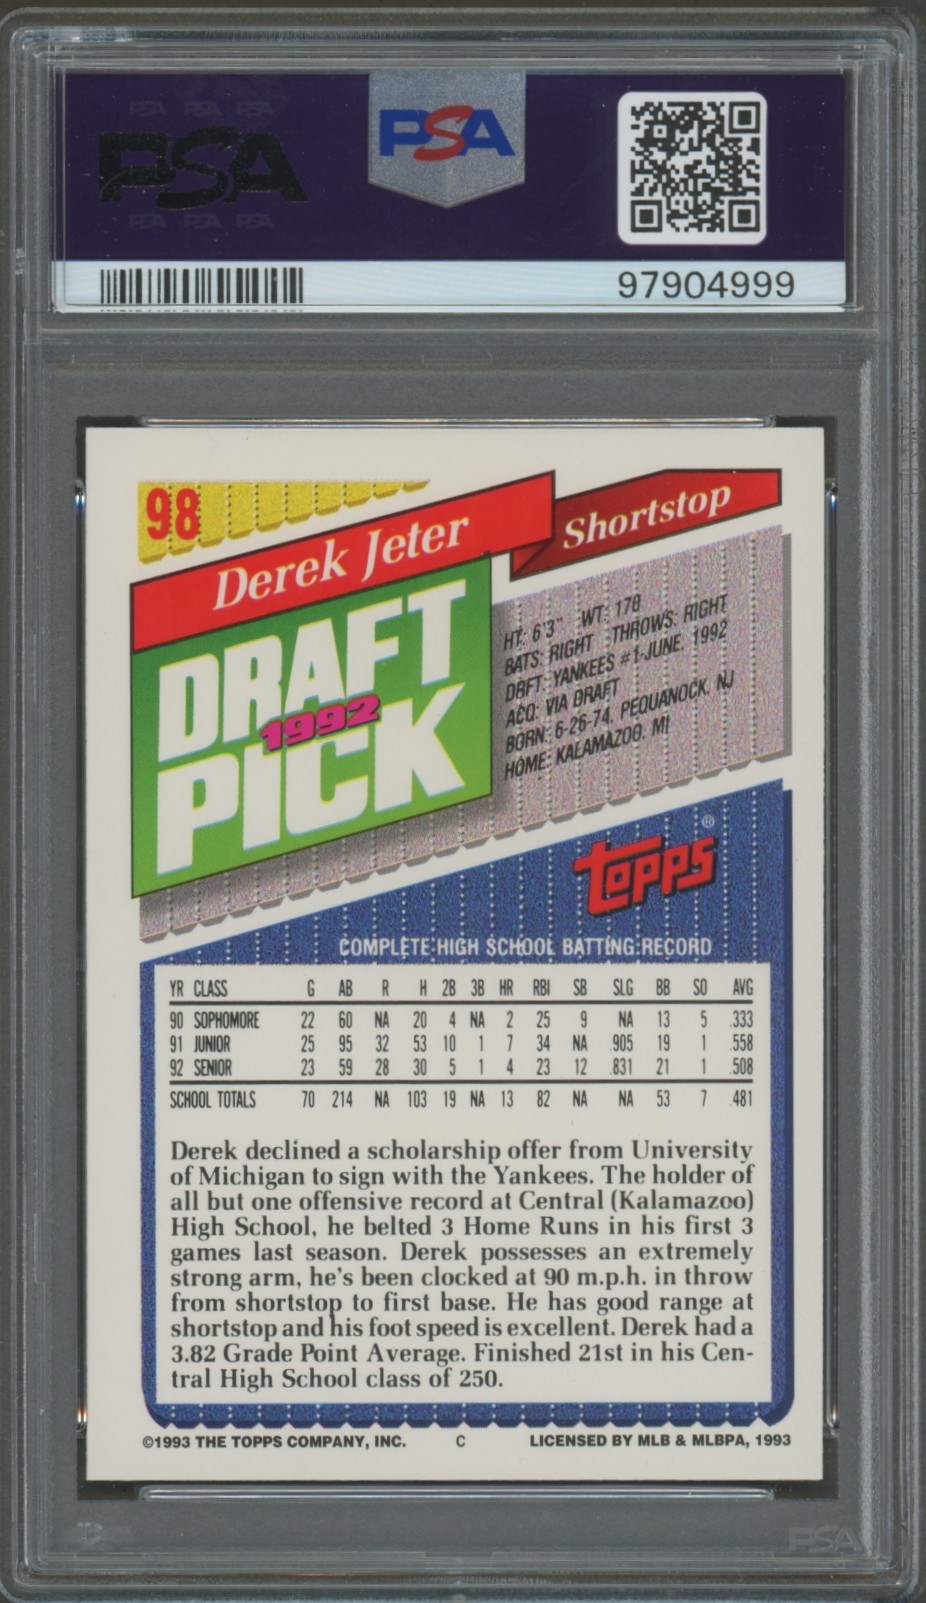 PSA PSA PSA
PSA
PSA PSA PSA
PSA
97904999
98
Derek Jeter
Shortstop
DRAFT
1992
PICK
HT: 6'3" WT: 178
BATS: RIGHT THROWS: RIGHT
DRFT: YANKEES #1-JUNE, 1992
ACQ: VIA DRAFT
BORN: 6-26-74, PEQUANOCK, NJ
HOME: KALAMAZOO, MI
Topps®
COMPLETE HIGH SCHOOL BATTING RECORD
YR CLASS G AB R H 2B 3B HR RBI SB SLG BB SO AVG
90 SOPHOMORE 22 60 NA 20 4 NA 2 25 9 NA 13 5 .333
91 JUNIOR 25 95 32 53 10 1 7 34 NA .905 19 1 .558
92 SENIOR 23 59 28 30 5 1 4 23 12 .831 21 1 .508
SCHOOL TOTALS 70 214 NA 103 19 NA 13 82 NA NA 53 7 .481
Derek declined a scholarship offer from University
of Michigan to sign with the Yankees. The holder of
all but one offensive record at Central (Kalamazoo)
High School, he belted 3 Home Runs in his first 3
games last season. Derek possesses an extremely
strong arm, he's been clocked at 90 m.p.h. in throw
from shortstop to first base. He has good range at
shortstop and his foot speed is excellent. Derek had a
3.82 Grade Point Average. Finished 21st in his Cen-
tral High School class of 250.
©1993 THE TOPPS COMPANY, INC. C LICENSED BY MLB & MLBPA, 1993
PSA